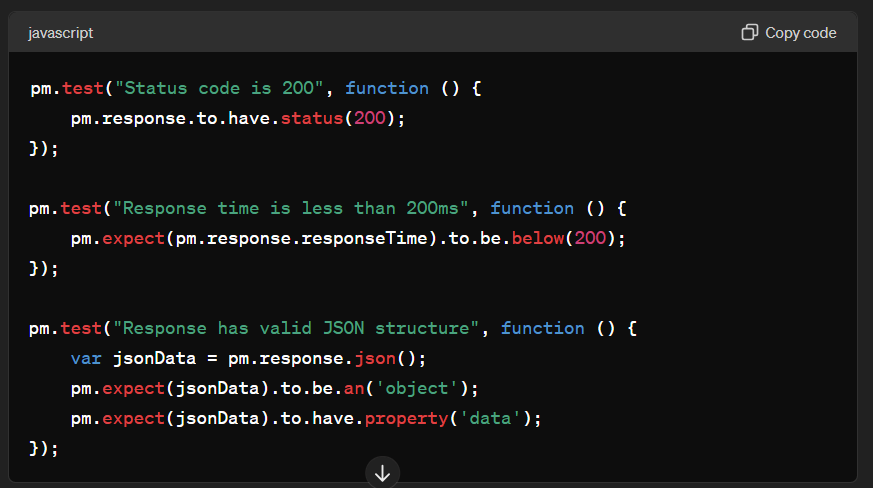 javascript
Copy code
pm.test("Status code is 200", function () {
    pm.response.to.have.status(200);
});
pm.test("Response time is less than 200ms", function () {
    pm.expect(pm.response.responseTime).to.be.below(200);
});
pm.test("Response has valid JSON structure", function () {
    var jsonData = pm.response.json();
    pm.expect(jsonData).to.be.an('object');
    pm.expect(jsonData).to.have.property('data');
});